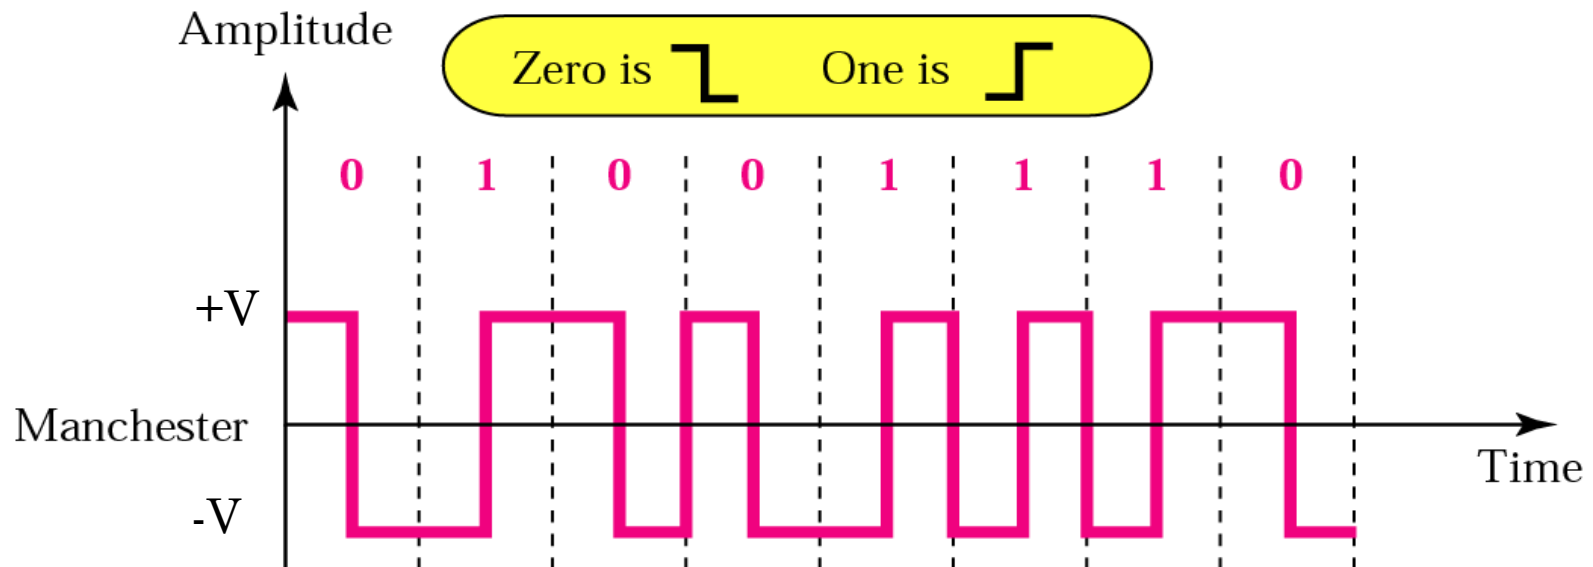 Amplitude
Zero is One is
0 1 0 0 1 1 1 0
+V
Manchester
Time
-V